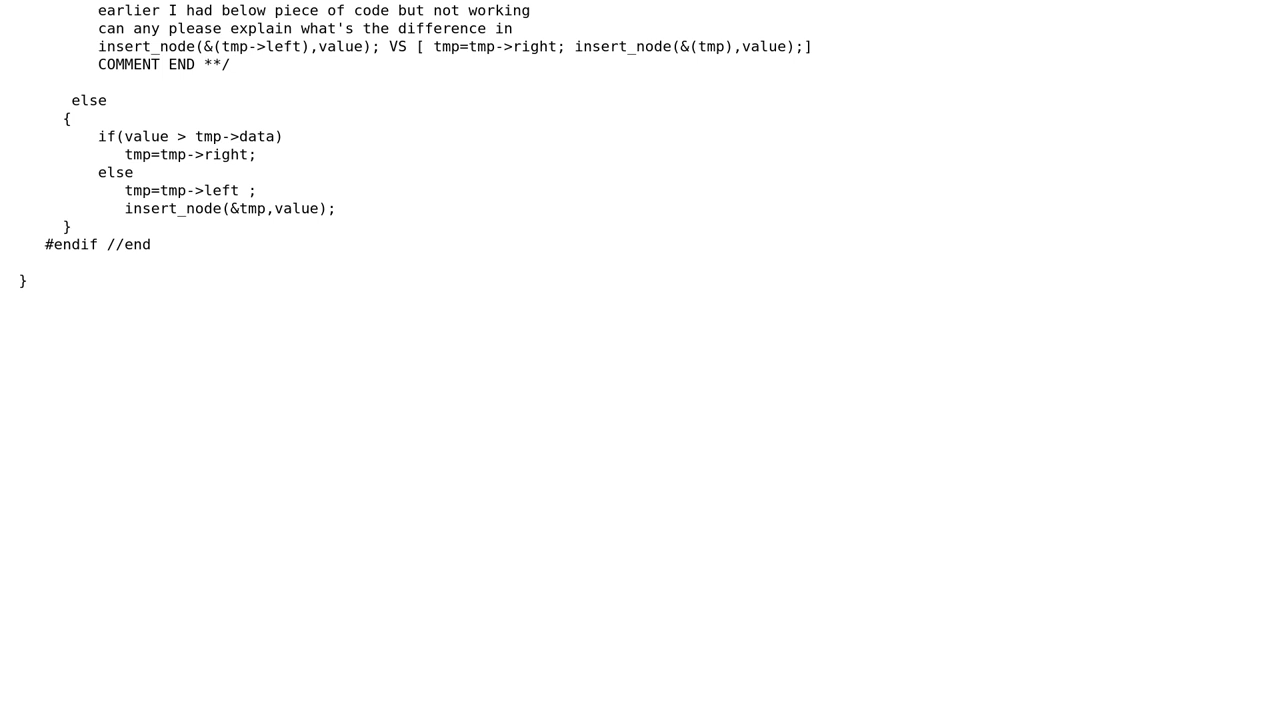 earlier I had below piece of code but not working
can any please explain what's the difference in
insert_node(&(tmp->left),value); VS [ tmp=tmp->right; insert_node(&(tmp),value);]
COMMENT END **/
else
{
if(value > tmp->data)
tmp=tmp->right;
else
tmp=tmp->left ;
insert_node(&tmp,value);
}
#endif //end
}